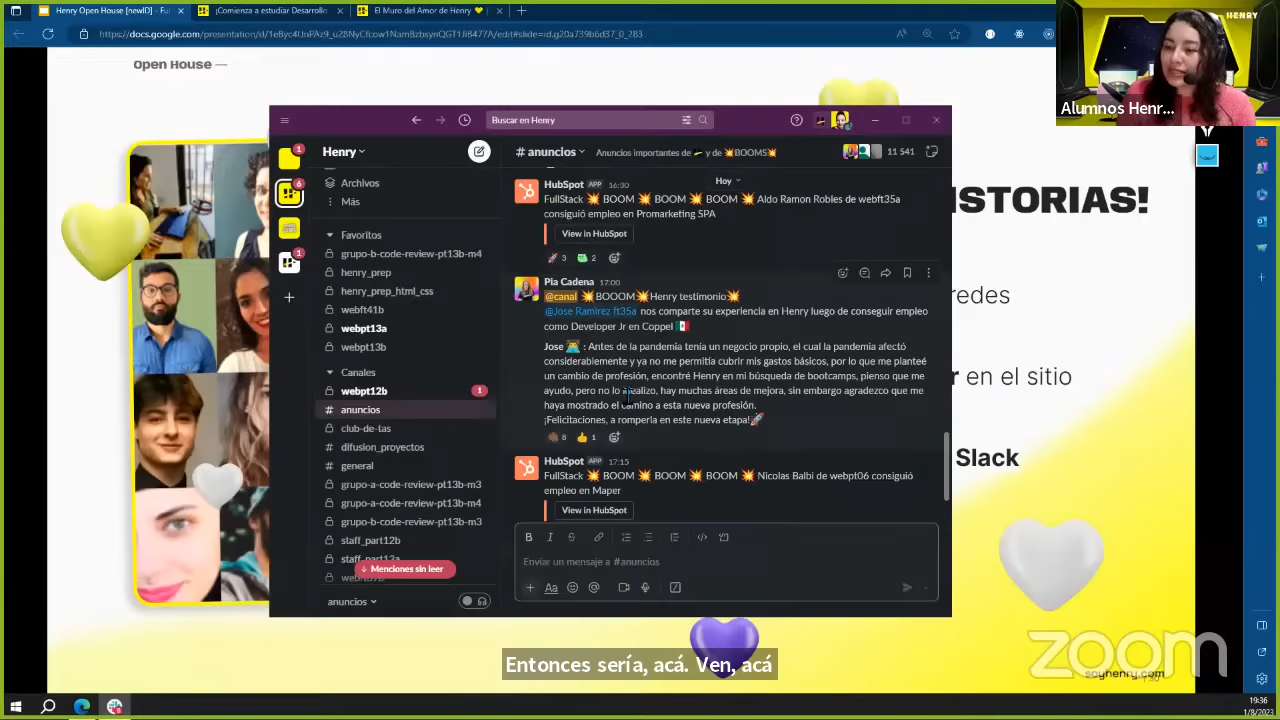 Henry Open House [newID] - Ful
¡Comienza a estudiar Desarrollo
El Muro del Amor de Henry
HENRY
Alumnos Henr...
Open House —
ISTORIAS!
redes
r en el sitio
Slack
Buscar en Henry
Henry
# anuncios
Anuncios importantes de y de BOOMS
11 541
Archivos
Más
Favoritos
grupo-b-code-review-pt13b-m4
henry_prep
henry_prep_html_css
webft41b
webpt13a
webpt13b
Canales
webpt12b 1
anuncios
club-de-tas
difusion_proyectos
general
grupo-a-code-review-pt13b-m3
grupo-a-code-review-pt13b-m4
grupo-b-code-review-pt13b-m3
staff_part12b
staff_part13a
Menciones sin leer
anuncios
Hoy
HubSpot APP 16:30
FullStack 💥 BOOM 💥 BOOM 💥 BOOM 💥 Aldo Ramon Robles de webft35a
consiguió empleo en Promarketing SPA
View in HubSpot
3 2
Pia Cadena 17:00
@canal 💥BOOOM💥Henry testimonio💥
@Jose Ramirez ft35a nos comparte su experiencia en Henry luego de conseguir empleo
como Developer Jr en Coppel 🇲🇽
Jose 👨‍💻 : Antes de la pandemia tenía un negocio propio, el cual la pandemia afectó
considerablemente y ya no me permitía cubrir mis gastos básicos, por lo que me planteé
un cambio de profesión, encontré Henry en mi búsqueda de bootcamps, pienso que me
ayudo, pero no lo realizo, hay muchas áreas de mejora, sin embargo agradezco que me
haya mostrado el camino a esta nueva profesión.
¡Felicitaciones, a romperla en este nueva etapa!🚀
8 1
HubSpot APP 17:15
FullStack 💥 BOOM 💥 BOOM 💥 BOOM 💥 Nicolas Balbi de webpt06 consiguió
empleo en Maper
View in HubSpot
Enviar un mensaje a #anuncios
Entonces sería, acá. Ven, acá
zoom
soyhenry.com
19:36
1/8/2023